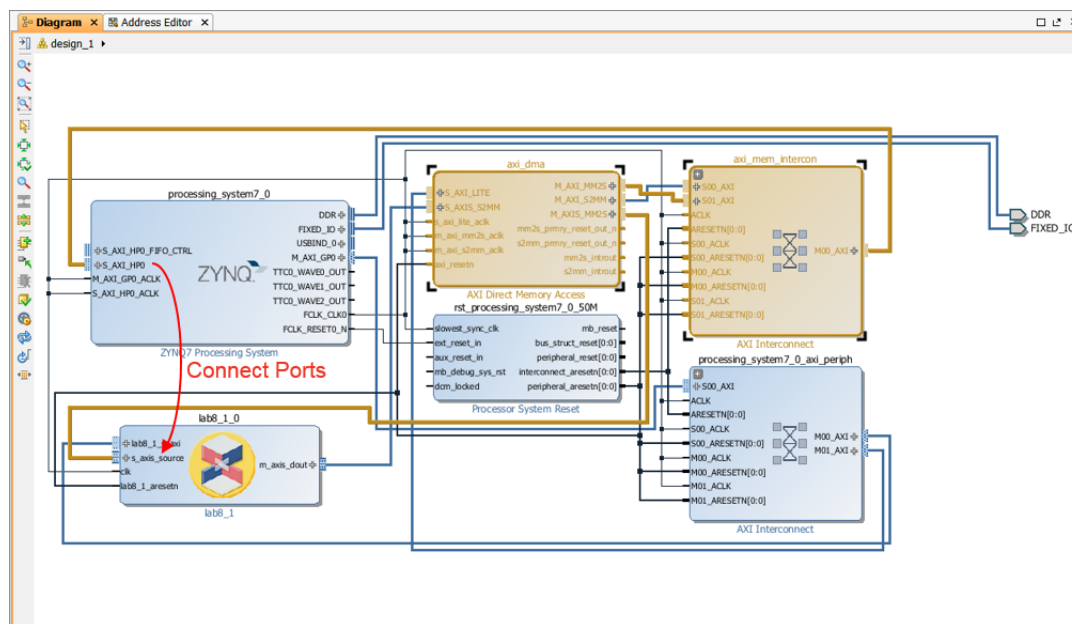 Diagram
Address Editor
design_1
processing_system7_0
DDR
FIXED_IO
USBIND_0
M_AXI_GP0
TTC0_WAVE0_OUT
TTC0_WAVE1_OUT
TTC0_WAVE2_OUT
FCLK_CLK0
FCLK_RESET0_N
S_AXI_HP0_FIFO_CTRL
S_AXI_HP0
M_AXI_GP0_ACLK
S_AXI_HP0_ACLK
ZYNQ
ZYNQ7 Processing System
Connect Ports
lab8_1_0
s_axis_source
clk
lab8_1_aresetn
m_axis_dout
lab8_1
axi_dma
S_AXI_LITE
S_AXIS_S2MM
s_axi_lite_aclk
m_axi_mm2s_aclk
m_axi_s2mm_aclk
axi_resetn
M_AXI_MM2S
M_AXI_S2MM
M_AXIS_MM2S
mm2s_prmry_reset_out_n
s2mm_prmry_reset_out_n
mm2s_introut
s2mm_introut
AXI Direct Memory Access
rst_processing_system7_0_50M
slowest_sync_clk
ext_reset_in
aux_reset_in
mb_debug_sys_rst
dcm_locked
mb_reset
bus_struct_reset[0:0]
peripheral_reset[0:0]
interconnect_aresetn[0:0]
peripheral_aresetn[0:0]
Processor System Reset
axi_mem_intercon
S00_AXI
S01_AXI
ACLK
ARESETN[0:0]
S00_ACLK
S00_ARESETN[0:0]
M00_ACLK
M00_ARESETN[0:0]
S01_ACLK
S01_ARESETN[0:0]
M00_AXI
AXI Interconnect
processing_system7_0_axi_periph
S00_AXI
ACLK
ARESETN[0:0]
S00_ACLK
S00_ARESETN[0:0]
M00_ACLK
M00_ARESETN[0:0]
M01_ACLK
M01_ARESETN[0:0]
M00_AXI
M01_AXI
AXI Interconnect
DDR
FIXED_IO